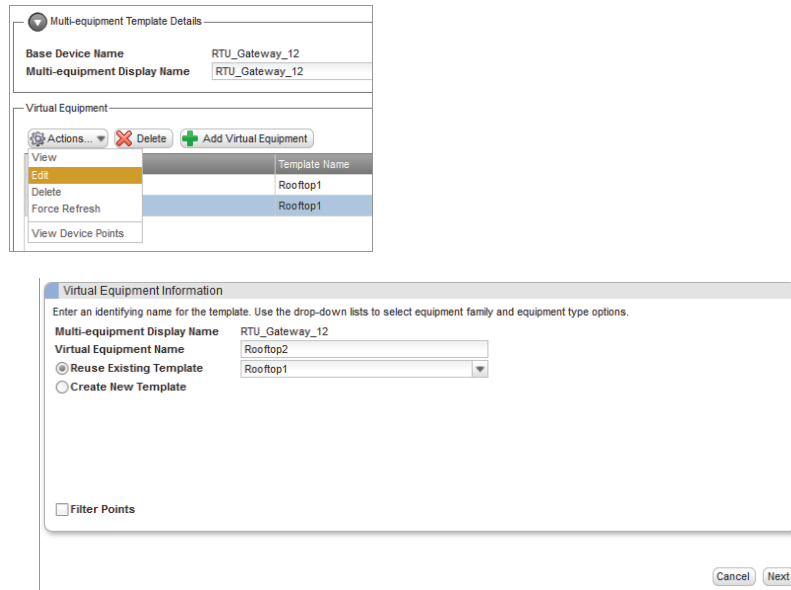 Multi-equipment Template Details
Base Device Name RTU_Gateway_12
Multi-equipment Display Name RTU_Gateway_12
Virtual Equipment
Actions... Delete Add Virtual Equipment
View
Template Name
Edit
Rooftop1
Delete
Force Refresh
Rooftop1
View Device Points
Virtual Equipment Information
Enter an identifying name for the template. Use the drop-down lists to select equipment family and equipment type options.
Multi-equipment Display Name RTU_Gateway_12
Virtual Equipment Name Rooftop2
Reuse Existing Template Rooftop1
Create New Template
Filter Points
Cancel Next